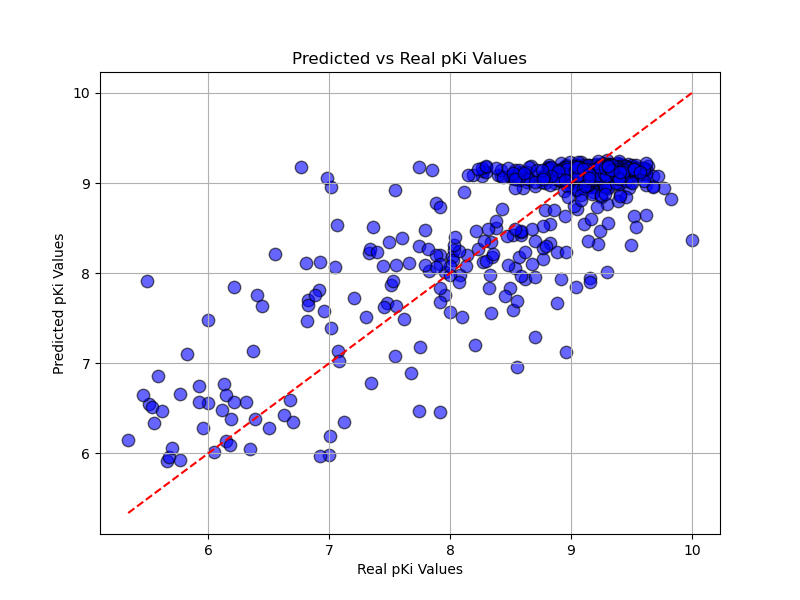 Predicted vs Real pKi Values
Predicted pKi Values
10
9
8
7
6
6 7 8 9 10
Real pKi Values